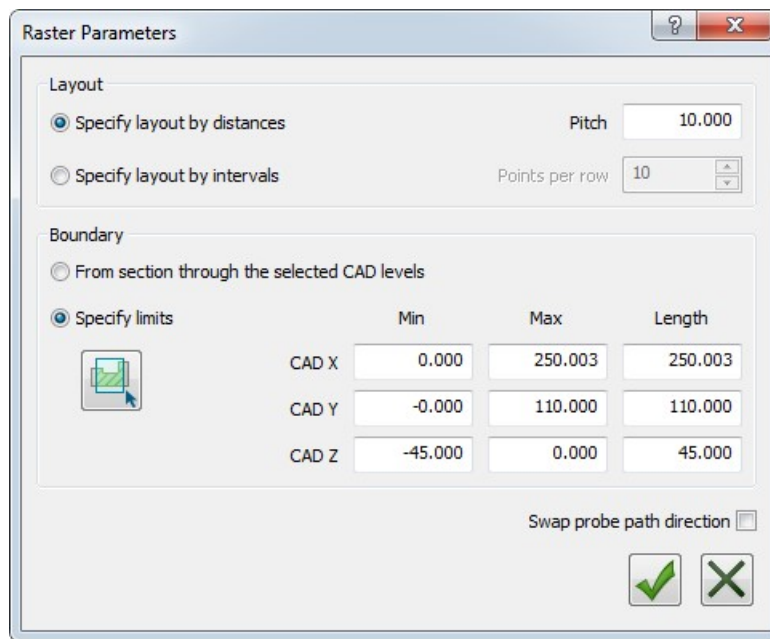 Raster Parameters
?
Layout
Specify layout by distances Pitch 10.000
Specify layout by intervals Points per row 10
Boundary
From section through the selected CAD levels
Specify limits Min Max Length
CAD X 0.000 250.003 250.003
CAD Y -0.000 110.000 110.000
CAD Z -45.000 0.000 45.000
Swap probe path direction